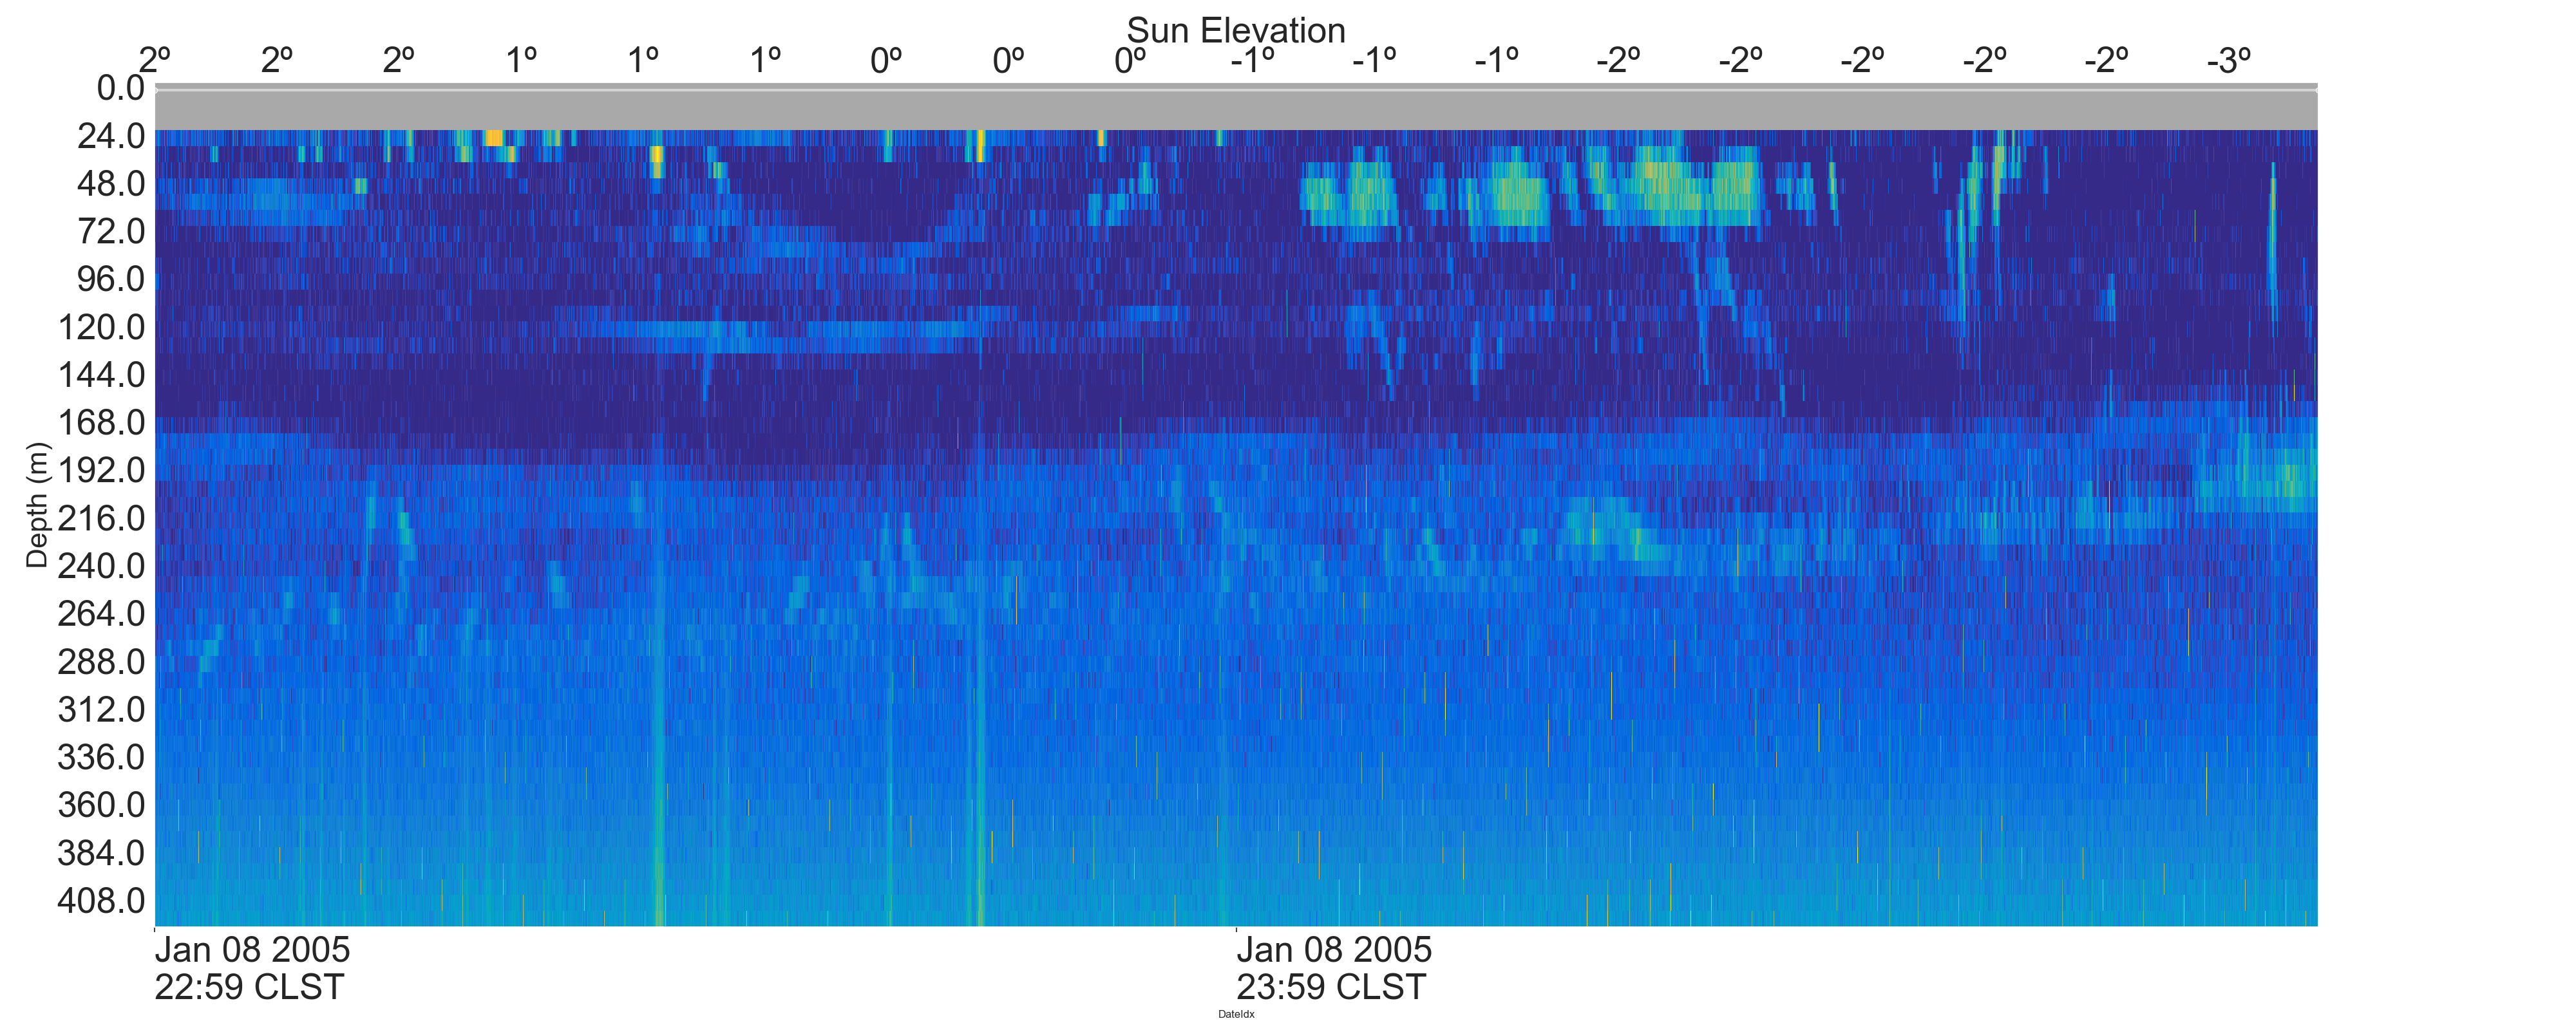 Sun Elevation
2º 2º 2º 1º 1º 1º 0º 0º 0º -1º -1º -1º -2º -2º -2º -2º -2º -3º
0.0
24.0
48.0
72.0
96.0
120.0
144.0
168.0
192.0
216.0
240.0
264.0
288.0
312.0
336.0
360.0
384.0
408.0
Depth (m)
Jan 08 2005
22:59 CLST
Jan 08 2005
23:59 CLST
DateIdx